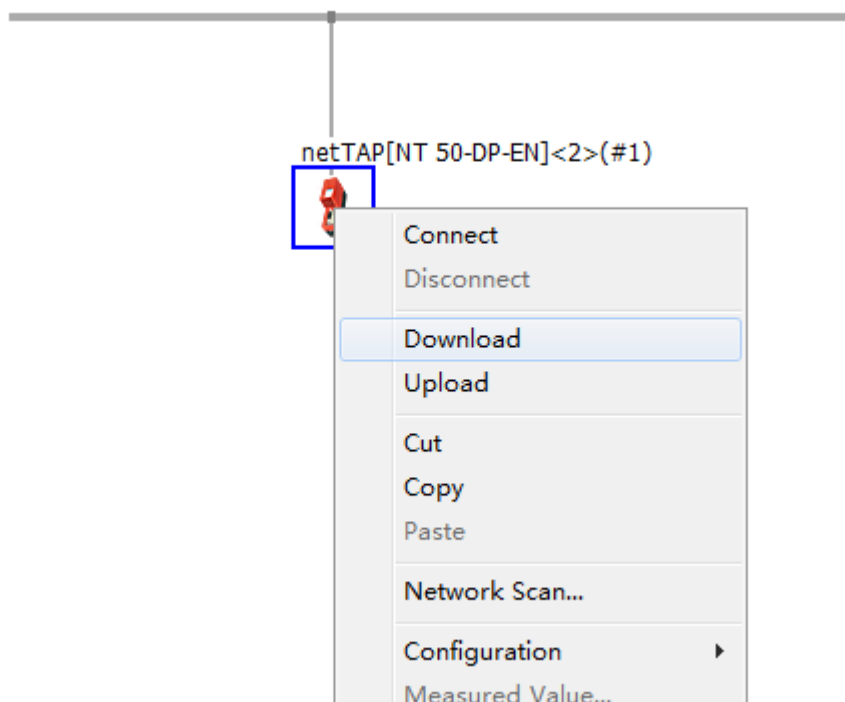 netTAP[NT 50-DP-EN]<2>(#1)
Connect
Disconnect
Download
Upload
Cut
Copy
Paste
Network Scan...
Configuration
Measured Value...